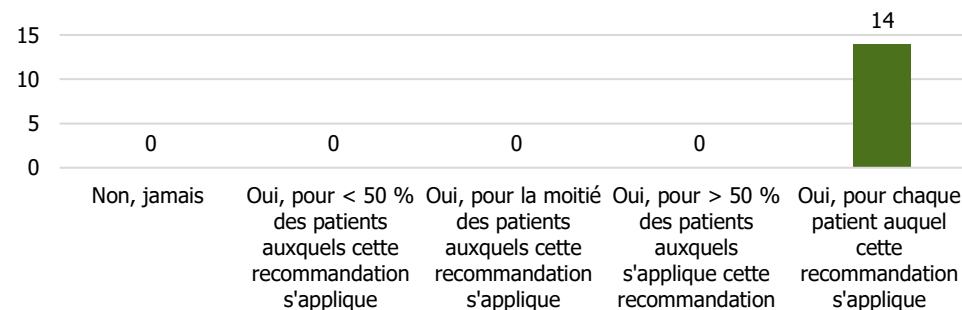 14
15
10
5
0
0
0
0
0
Non, jamais
Oui, pour < 50 %
des patients
auxquels cette
recommandation
s'applique
Oui, pour la moitié
des patients
auxquels cette
recommandation
s'applique
Oui, pour > 50 %
des patients
auxquels
s'applique cette
recommandation
Oui, pour chaque
patient auquel
cette
recommandation
s'applique